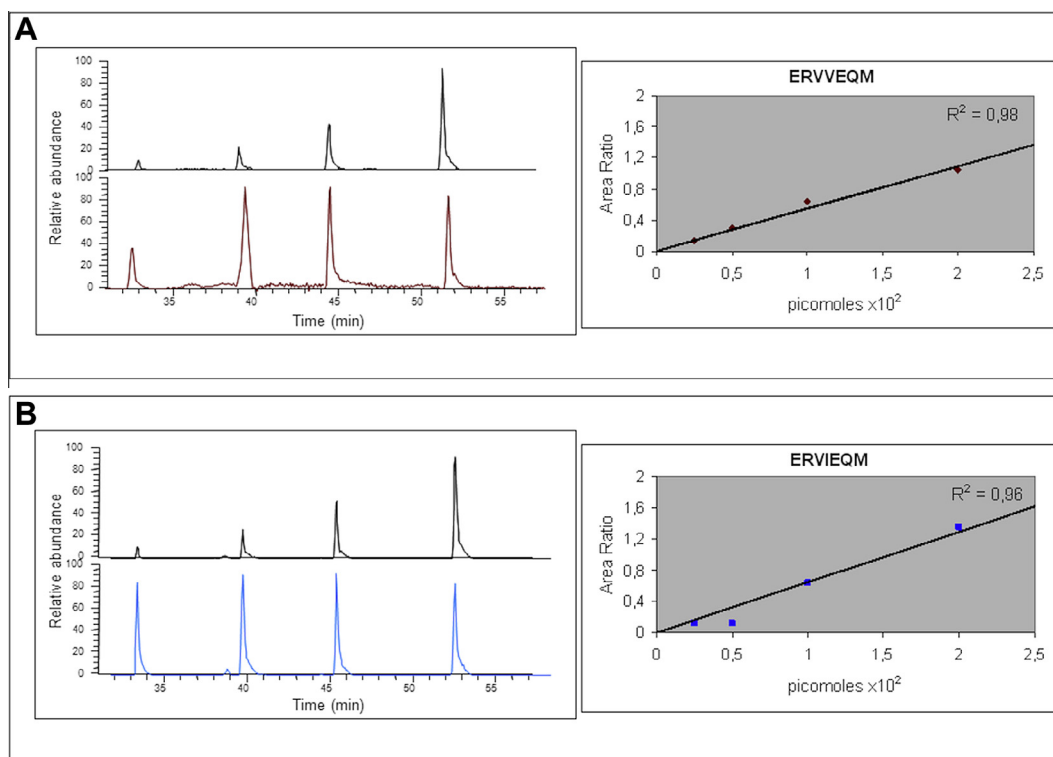 A
Relative abundance
100
80
60
40
20
0
100
80
60
40
20
0
35 40 45 50 55
Time (min)
ERVVEQM
R² = 0,98
Area Ratio
2
1,6
1,2
0,8
0,4
0
0 0,5 1 1,5 2 2,5
picomoles x10²
B
Relative abundance
100
80
60
40
20
0
100
80
60
40
20
0
35 40 45 50 55
Time (min)
ERVIEQM
R² = 0,96
Area Ratio
2
1,6
1,2
0,8
0,4
0
0 0,5 1 1,5 2 2,5
picomoles x10²